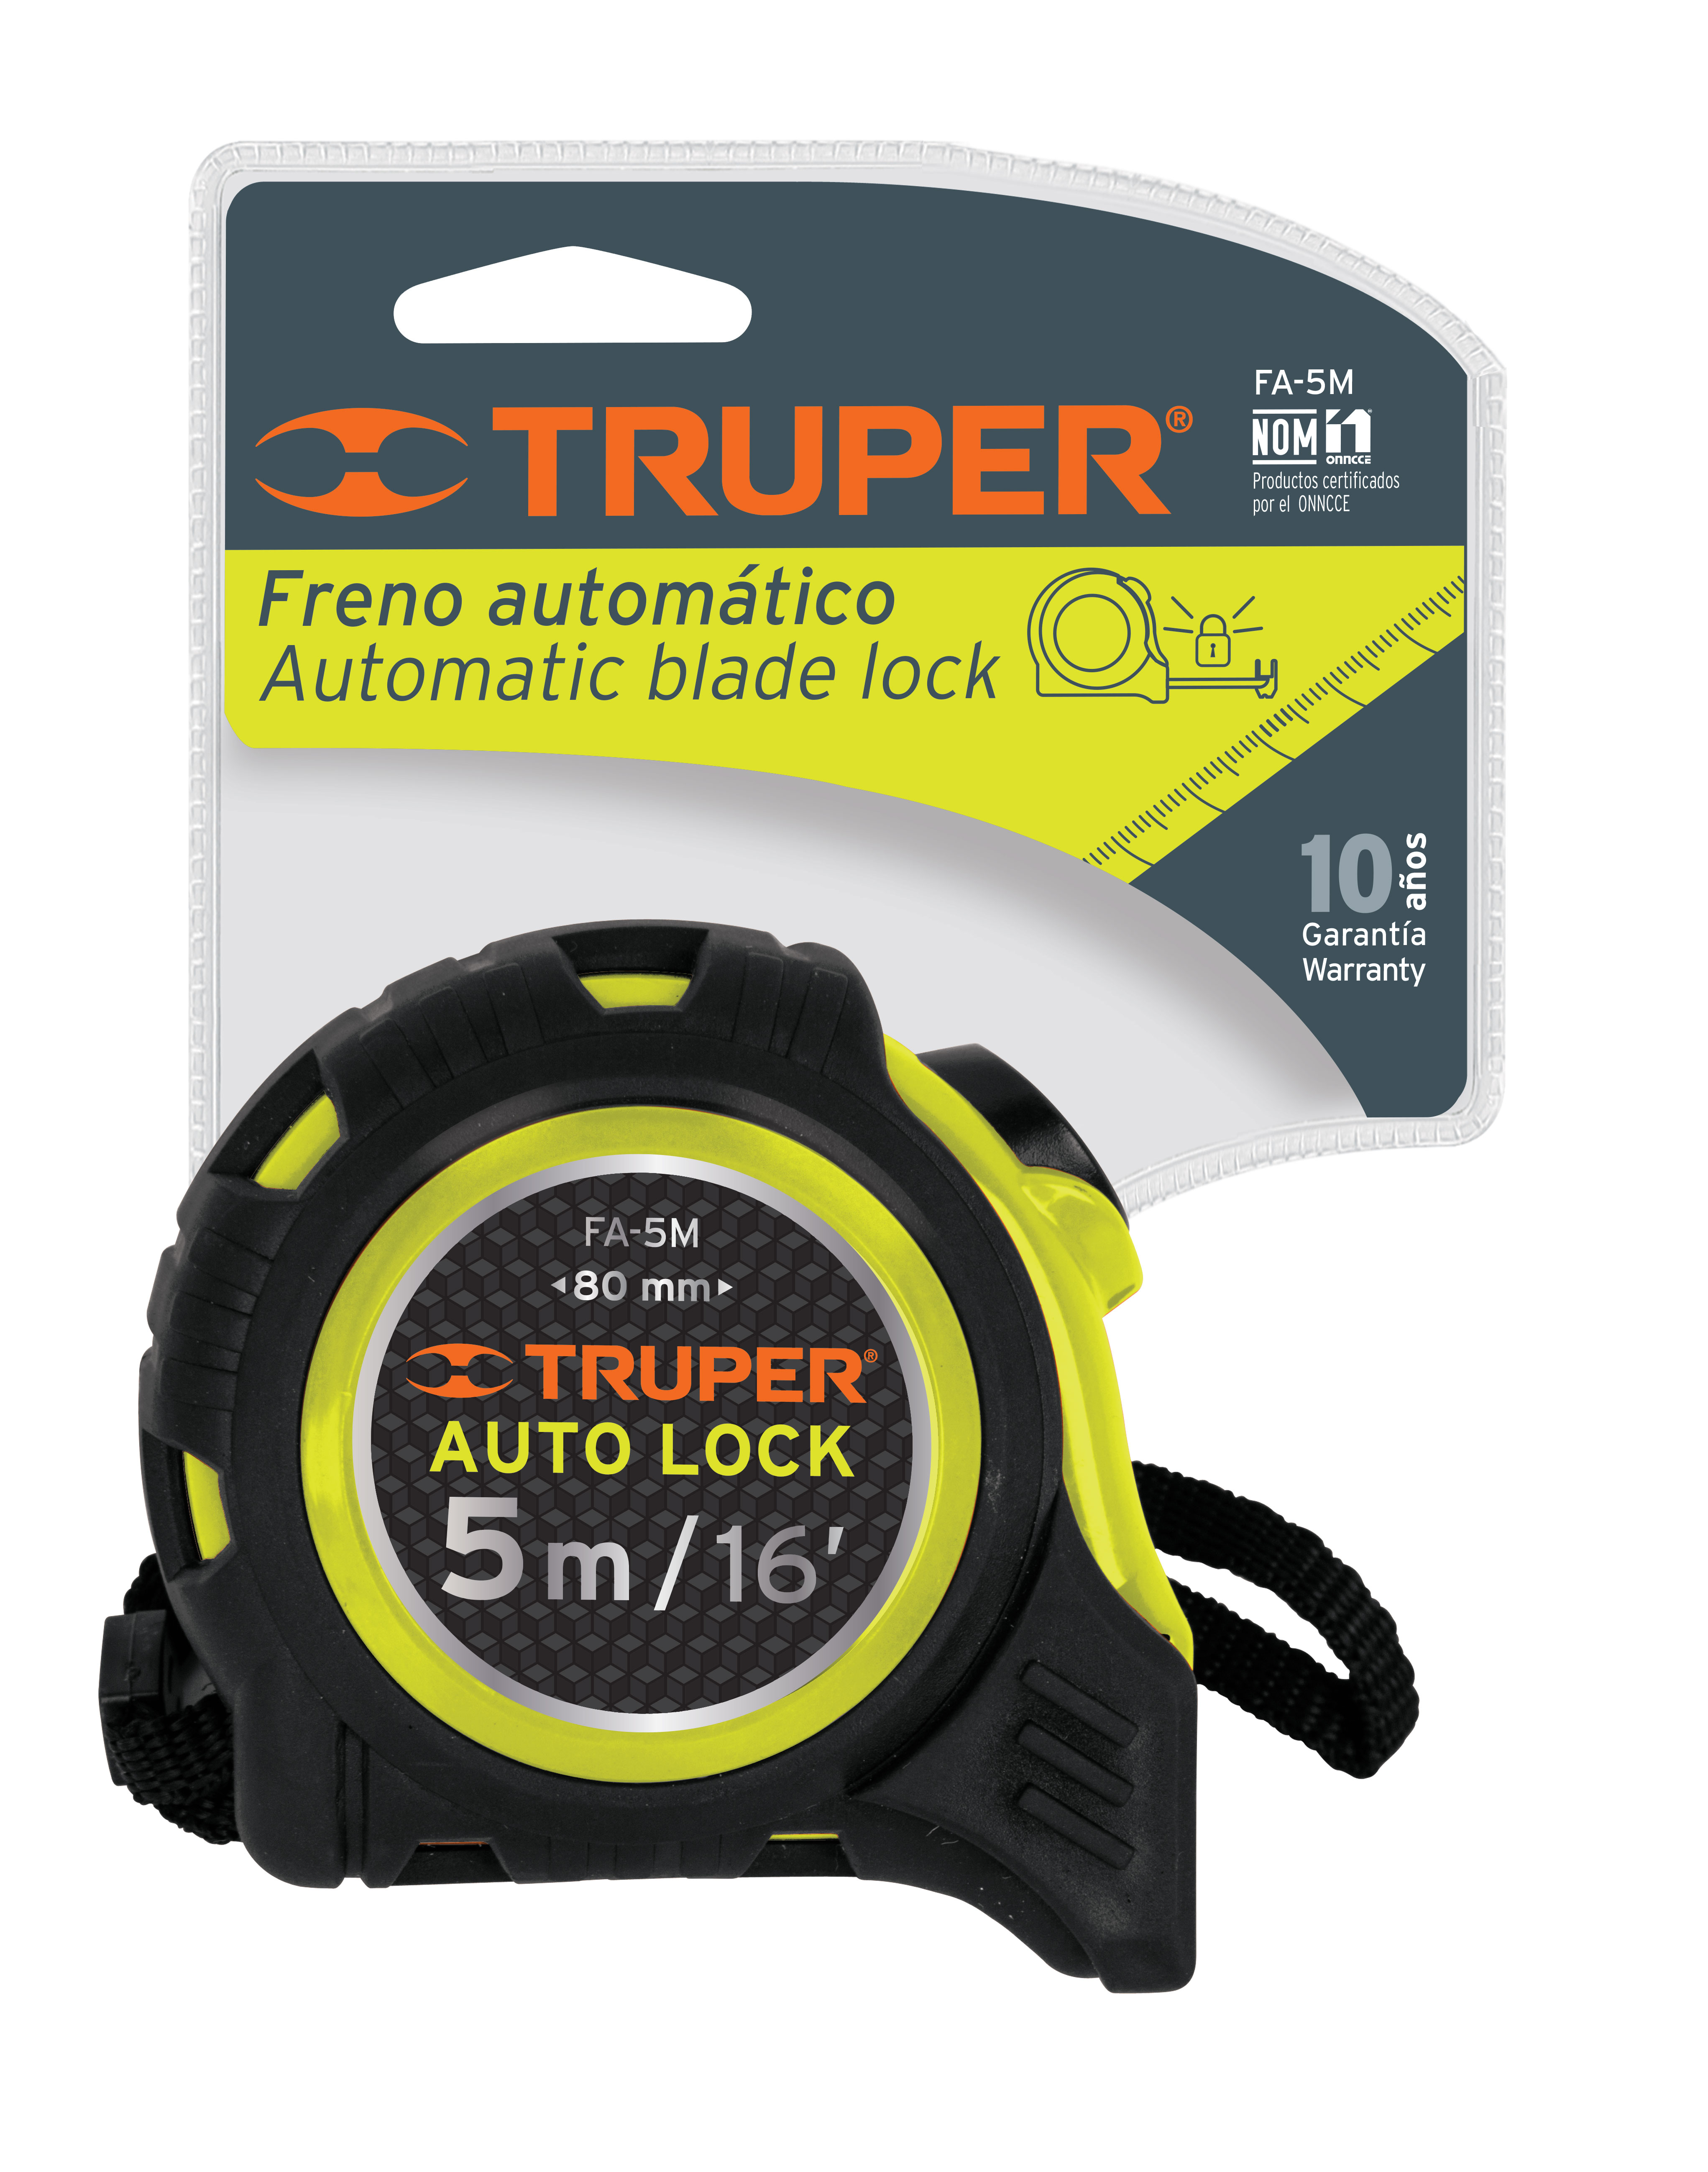 FA-5M
NOM ONNCCE
Productos certificados
por el ONNCCE
TRUPER®
Freno automático
Automatic blade lock
10 años
Garantía
Warranty
FA-5M
80 mm
TRUPER®
AUTO LOCK
5 m / 16'